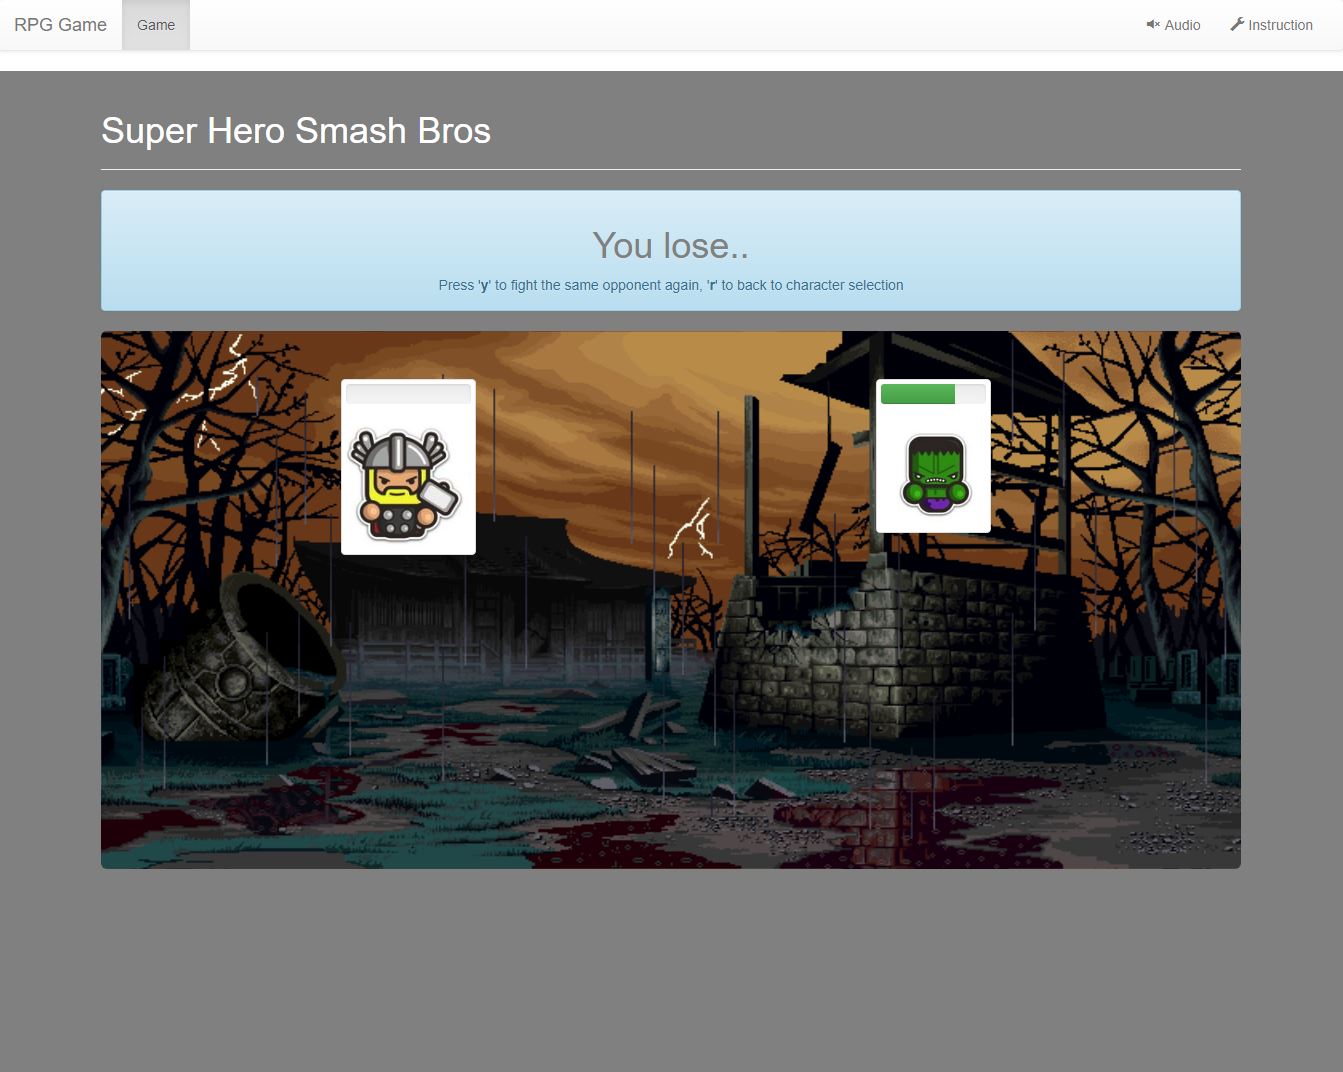 RPG Game
Game
Audio
Instruction
Super Hero Smash Bros
You lose..
Press 'y' to fight the same opponent again, 'r' to back to character selection